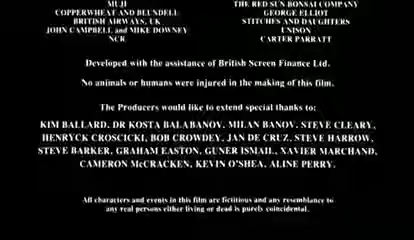 MUJI
COPPERWHEAT AND BLUNDELL
BRITISH AIRWAYS, UK
JOHN CAMPBELL and MIKE DOWNEY
NCR
THE RED SUN BONSAI COMPANY
GEORGE ELLIOT
STITCHES AND DAUGHTERS
UNISON
CARTER PARRATT
Developed with the assistance of British Screen Finance Ltd.
No animals or humans were injured in the making of this film.
The Producers would like to extend special thanks to:
KIM BALLARD, DR KOSTA BALABANOV, MILAN BANOV, STEVE CLEARY,
HENRYCK CROSCICKI, BOB CROWDEY, JAN DE CRUZ, STEVE HARROW,
STEVE BARKER, GRAHAM EASTON, GUNER ISMAIL, XAVIER MARCHAND,
CAMERON McCRACKEN, KEVIN O'SHEA, ALINE PERRY.
All characters and events in this film are fictitious and any resemblance to
any real persons either living or dead is purely coincidental.